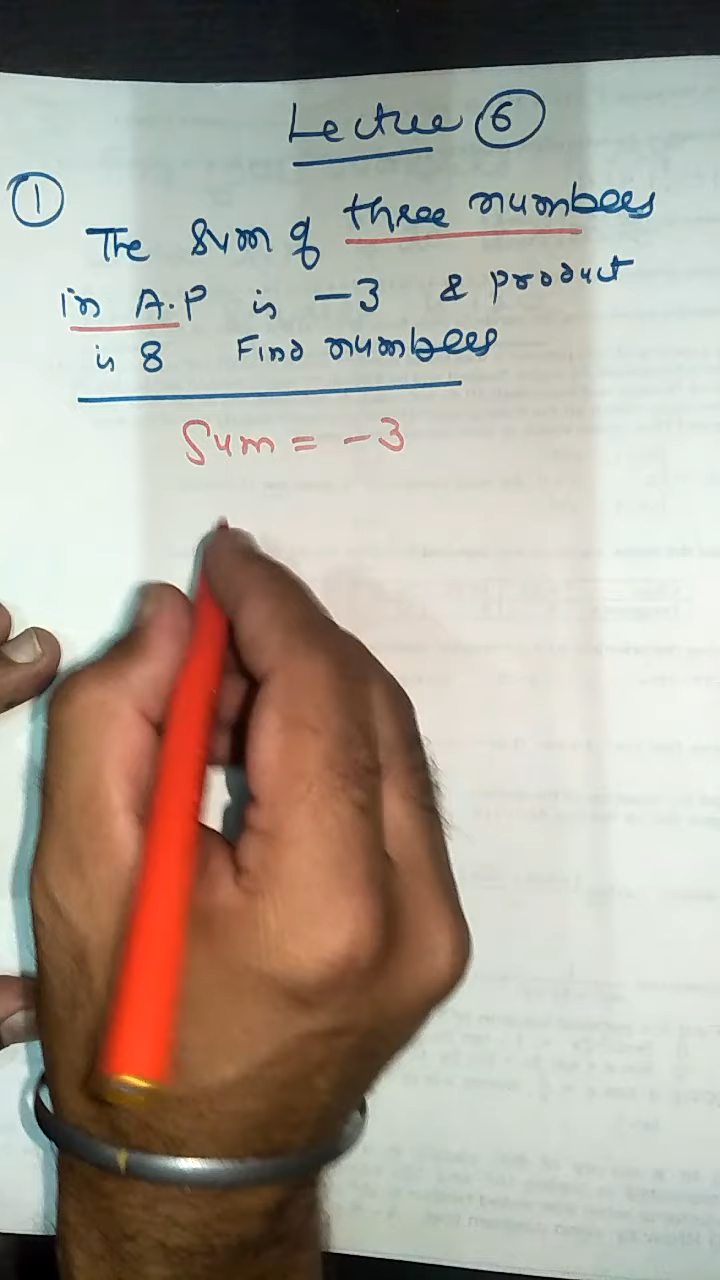 Lecture 6
1
The Sum of three numbers
in A.P is -3 & product
is 8 Find numbers
Sum = -3